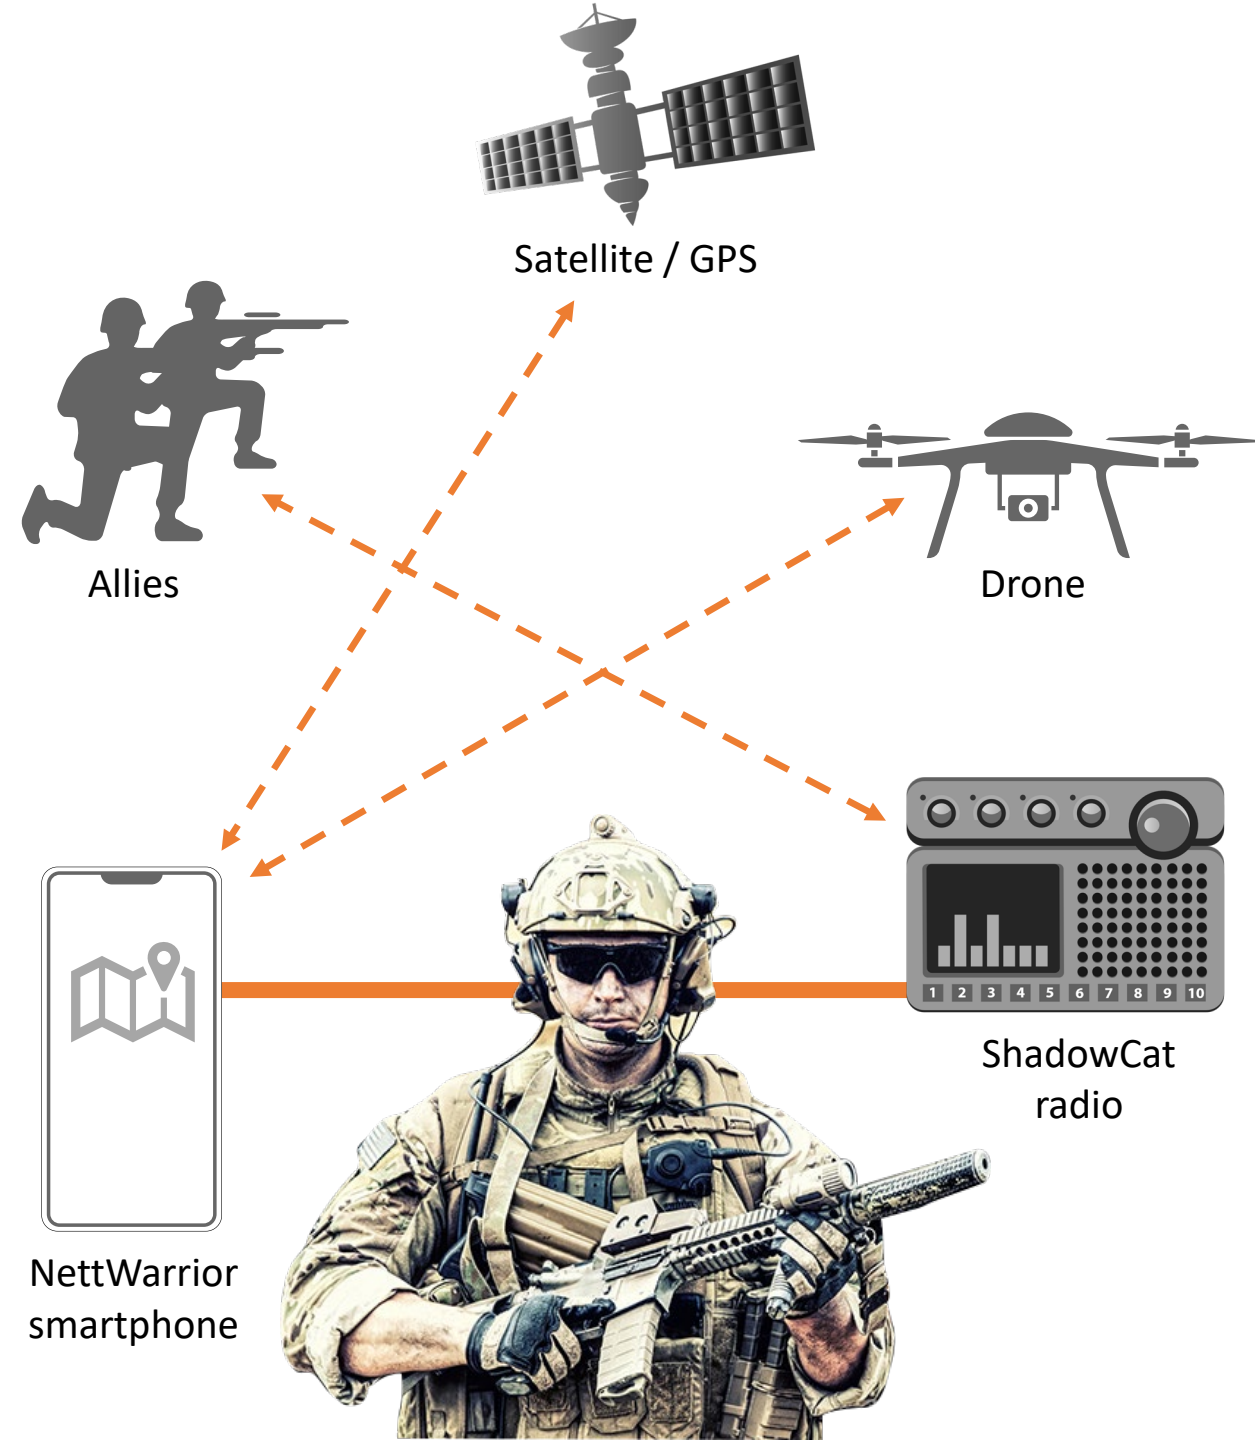 Satellite / GPS
Allies
Drone
1 2 3 4 5 6 7 8 9 10
ShadowCat
radio
NettWarrior
smartphone